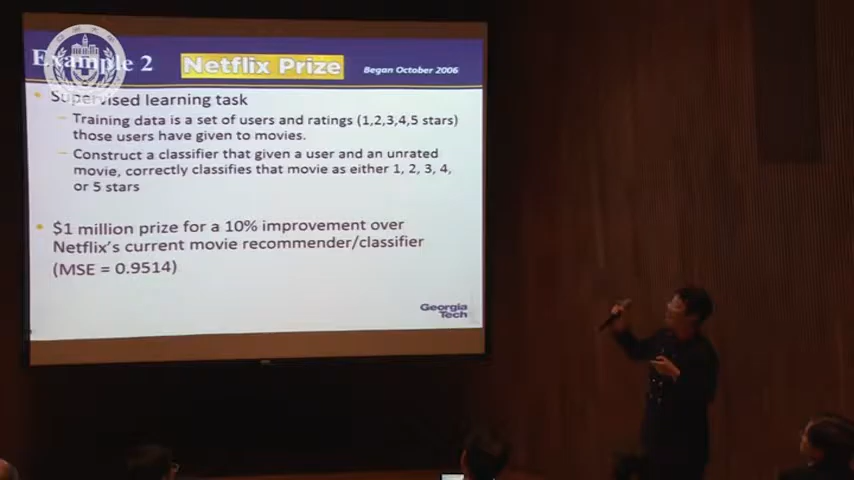 Example 2
Netflix Prize
Began October 2006
Supervised learning task
Training data is a set of users and ratings (1,2,3,4,5 stars)
those users have given to movies.
Construct a classifier that given a user and an unrated
movie, correctly classifies that movie as either 1, 2, 3, 4,
or 5 stars
$1 million prize for a 10% improvement over
Netflix's current movie recommender/classifier
(MSE = 0.9514)
Georgia
Tech